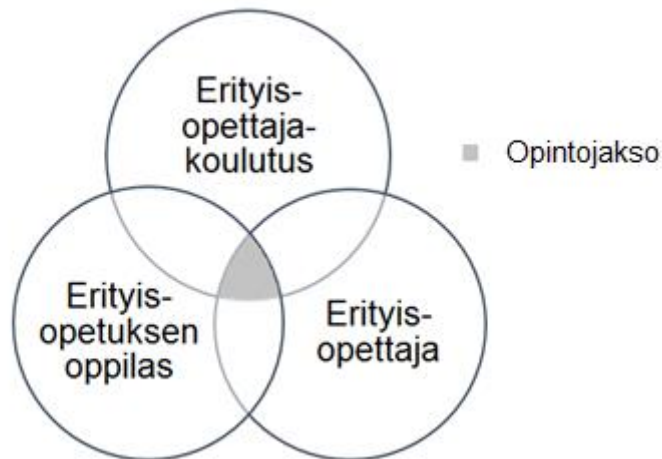 Erityis-
opettaja-
koulutus
Opintojakso
Erityis-
opetuksen
oppilas
Erityis-
opettaja